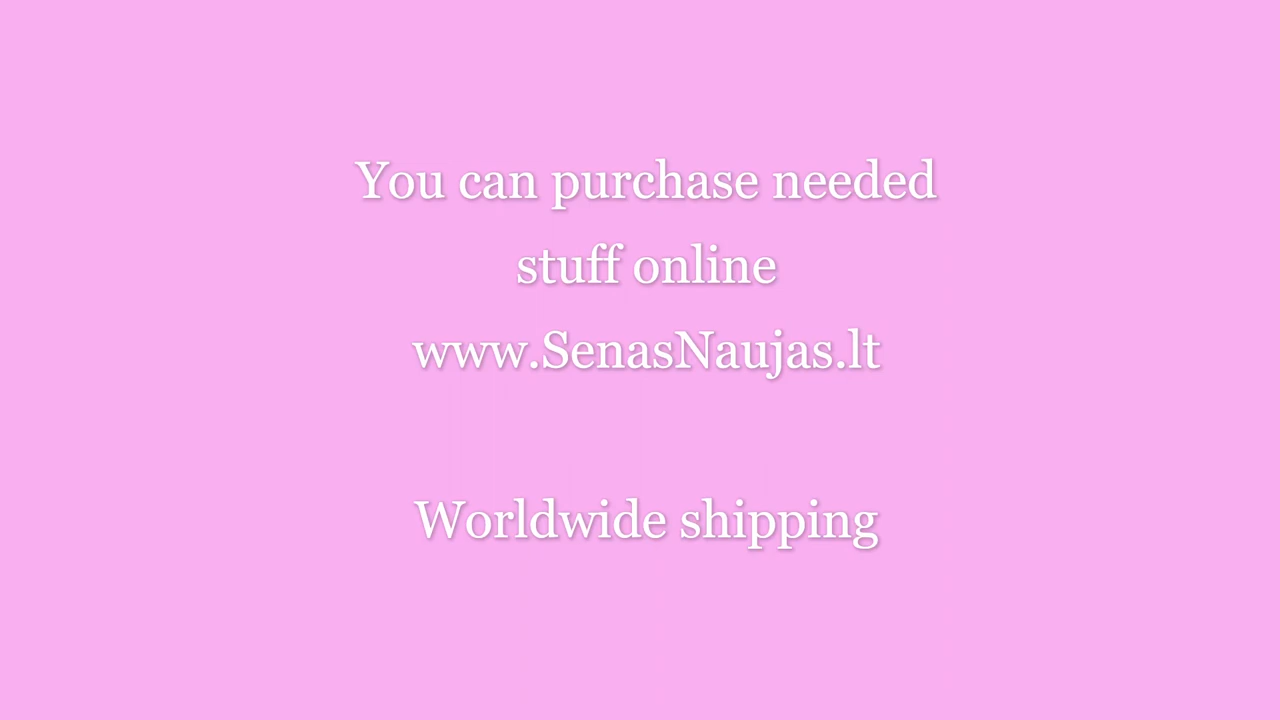 You can purchase needed
stuff online
www.SenasNaujas.lt
Worldwide shipping